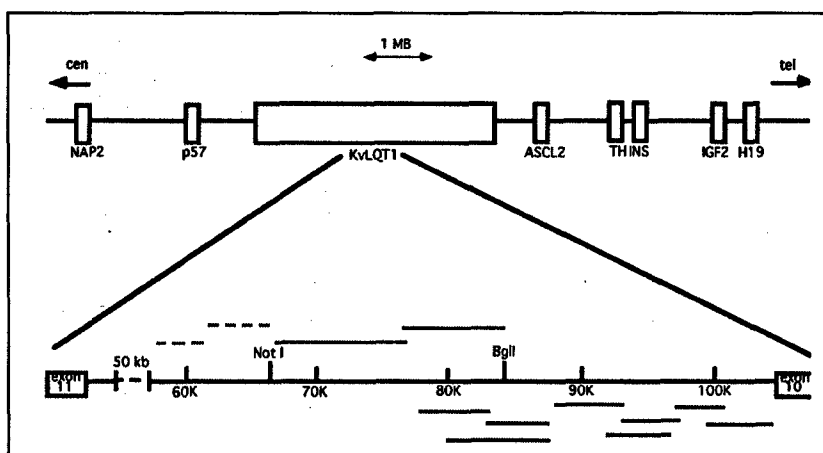 1 MB
cen tel
NAP2 p57 KvLQT1 ASCL2 TH INS IGF2 H19
50 kb Not I BglI
exon 11 60K 70K 80K 90K 100K exon 10